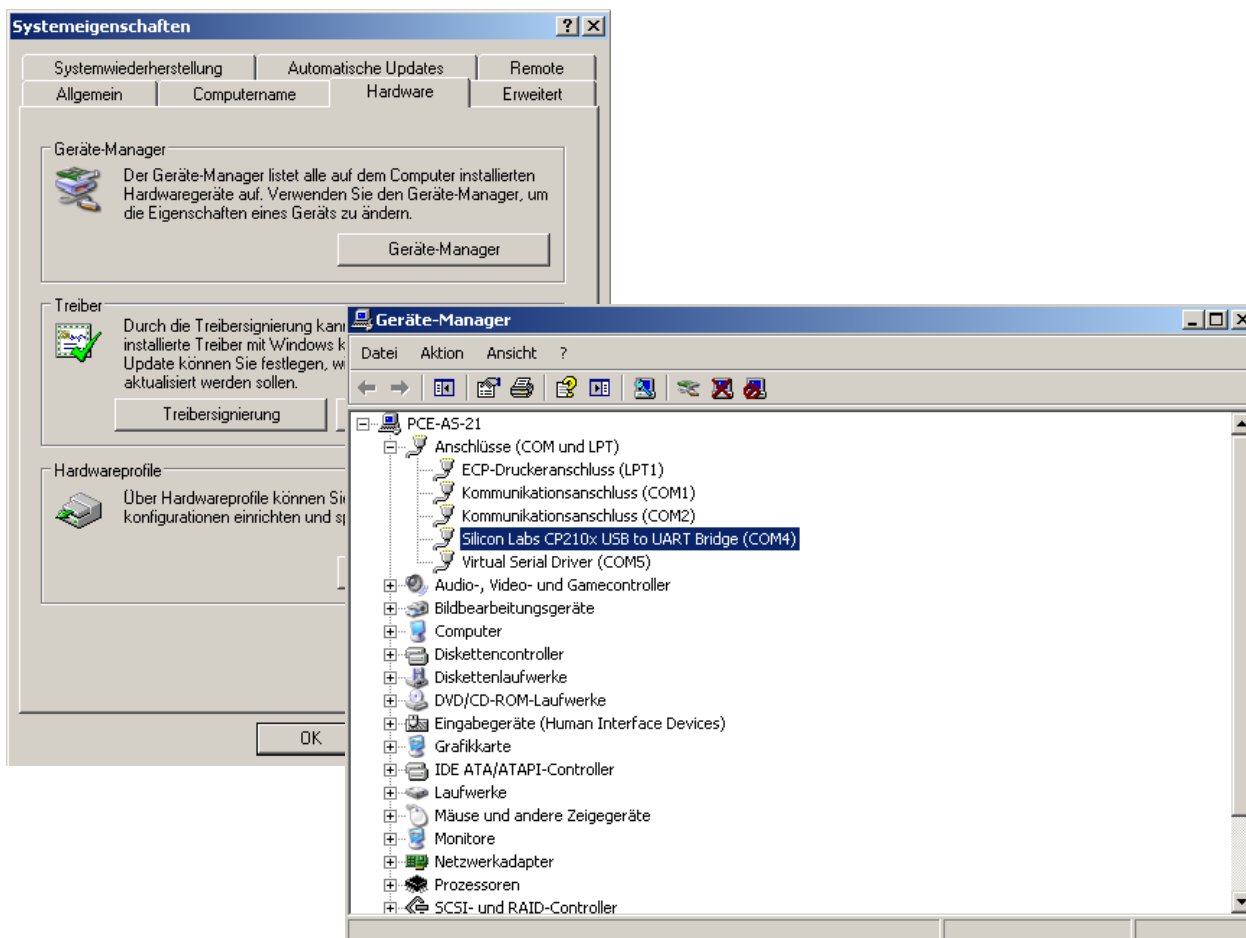 Systemeigenschaften
Systemwiederherstellung Automatische Updates Remote
Allgemein Computername Hardware Erweitert
Geräte-Manager
Der Geräte-Manager listet alle auf dem Computer installierten
Hardwaregeräte auf. Verwenden Sie den Geräte-Manager, um
die Eigenschaften eines Geräts zu ändern.
Geräte-Manager
Treiber
Durch die Treibersignierung kann
installierte Treiber mit Windows k
Update können Sie festlegen, w
aktualisiert werden sollen.
Treibersignierung
Hardwareprofile
Über Hardwareprofile können Sie
konfigurationen einrichten und sp
OK
Geräte-Manager
Datei Aktion Ansicht ?
PCE-AS-21
Anschlüsse (COM und LPT)
ECP-Druckeranschluss (LPT1)
Kommunikationsanschluss (COM1)
Kommunikationsanschluss (COM2)
Silicon Labs CP210x USB to UART Bridge (COM4)
Virtual Serial Driver (COM5)
Audio-, Video- und Gamecontroller
Bildbearbeitungsgeräte
Computer
Diskettencontroller
Diskettenlaufwerke
DVD/CD-ROM-Laufwerke
Eingabegeräte (Human Interface Devices)
Grafikkarte
IDE ATA/ATAPI-Controller
Laufwerke
Mäuse und andere Zeigegeräte
Monitore
Netzwerkadapter
Prozessoren
SCSI- und RAID-Controller